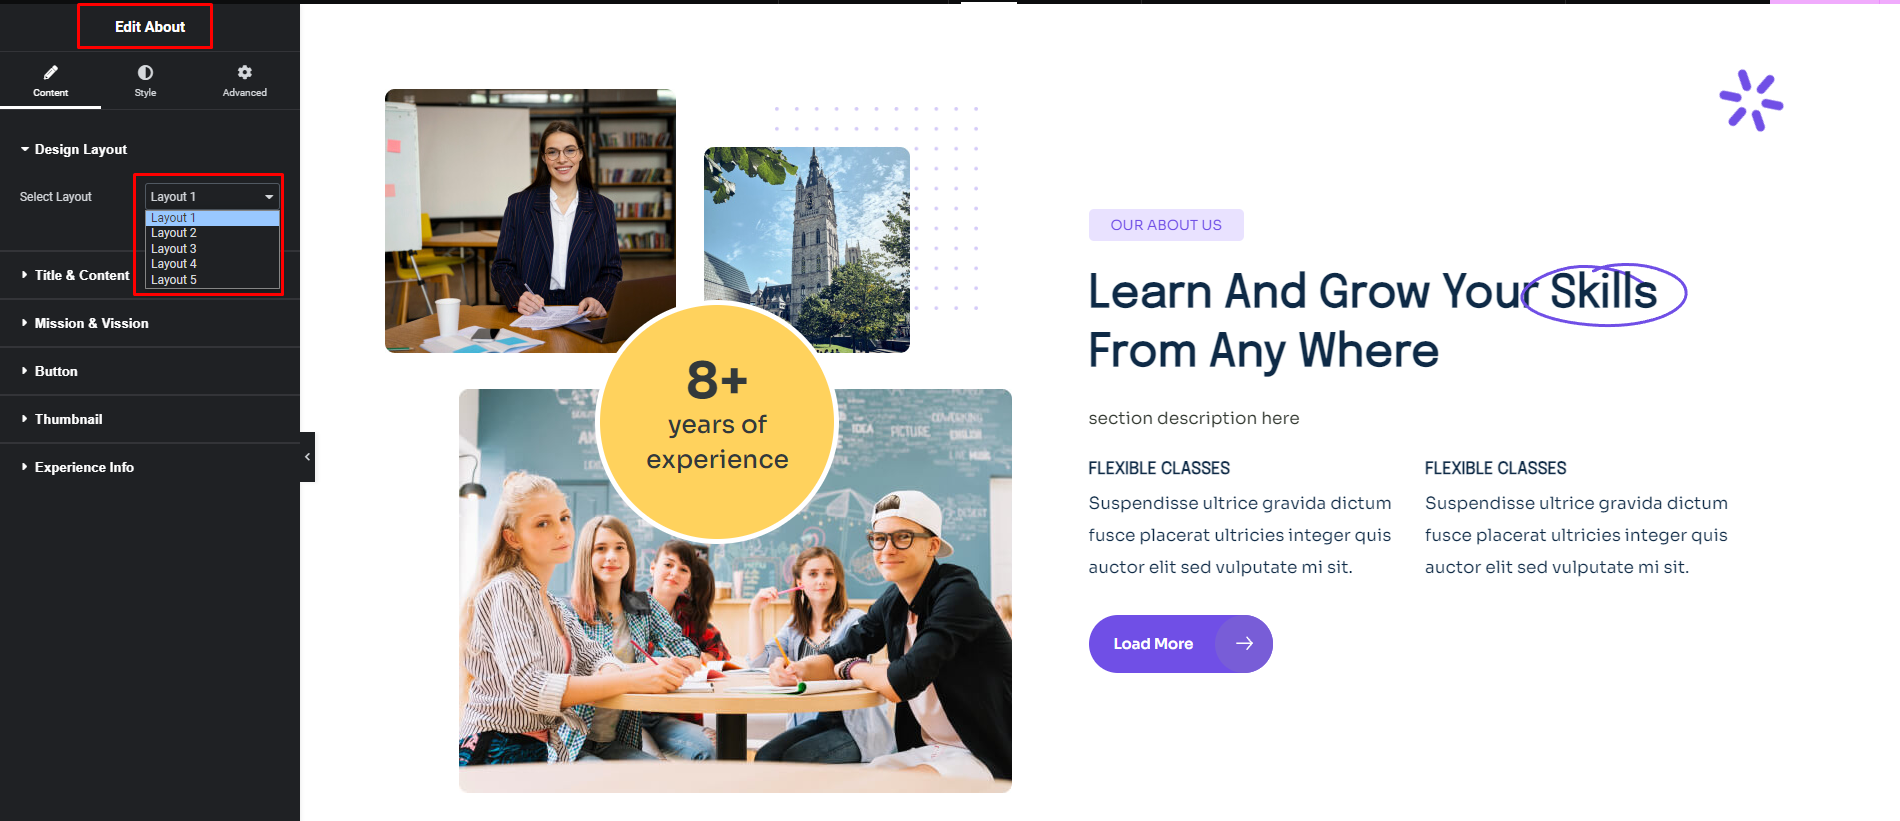 Edit About
Content
Style
Advanced
Design Layout
Select Layout
Layout 1
Layout 1
Layout 2
Layout 3
Layout 4
Layout 5
Title & Content
Mission & Vission
Button
Thumbnail
Experience Info
8+
years of
experience
COWORKING
IDEA
PICTURE
ENGLISH
OUR ABOUT US
Learn And Grow Your Skills
From Any Where
section description here
FLEXIBLE CLASSES
Suspendisse ultrice gravida dictum
fusce placerat ultricies integer quis
auctor elit sed vulputate mi sit.
FLEXIBLE CLASSES
Suspendisse ultrice gravida dictum
fusce placerat ultricies integer quis
auctor elit sed vulputate mi sit.
Load More